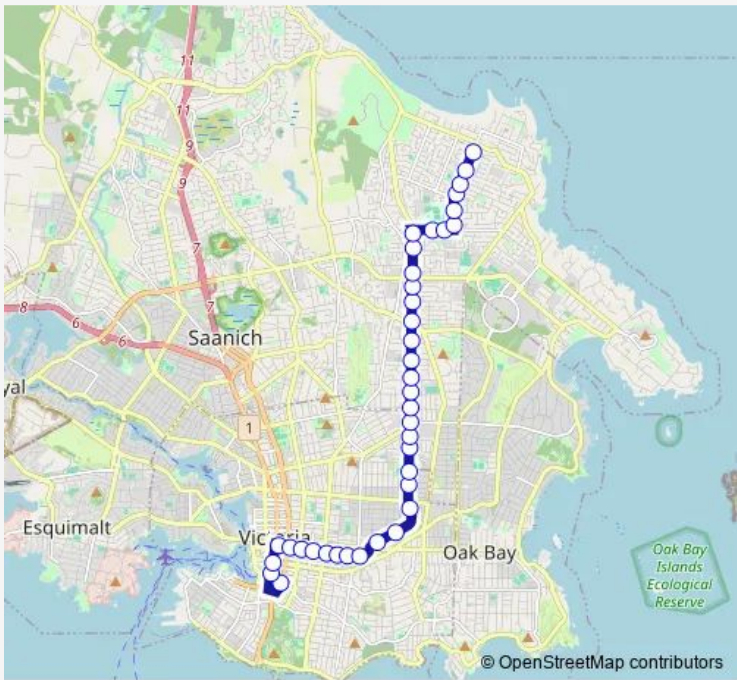 11
11
9
9
7
7
8
6
6
Saanich
yal
1
Esquimalt
Victoria
Oak Bay
Oak Bay
Islands
Ecological
Reserve
© OpenStreetMap contributors